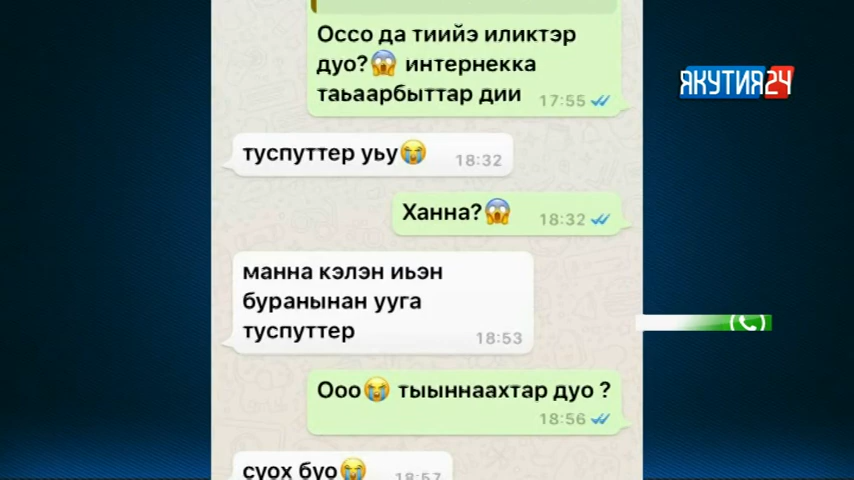 Оссо да тиийэ иликтэр
дуо?😱 интернекка
таьаарбыттар дии 17:55
ЯКУТИЯ24
туспуттер уьу😭 18:32
Ханна?😱 18:32
манна кэлэн иьэн
буранынан ууга
туспуттер 18:53
Ооо😭 тыыннаахтар дуо ?
18:56
суох буо😭 18:57